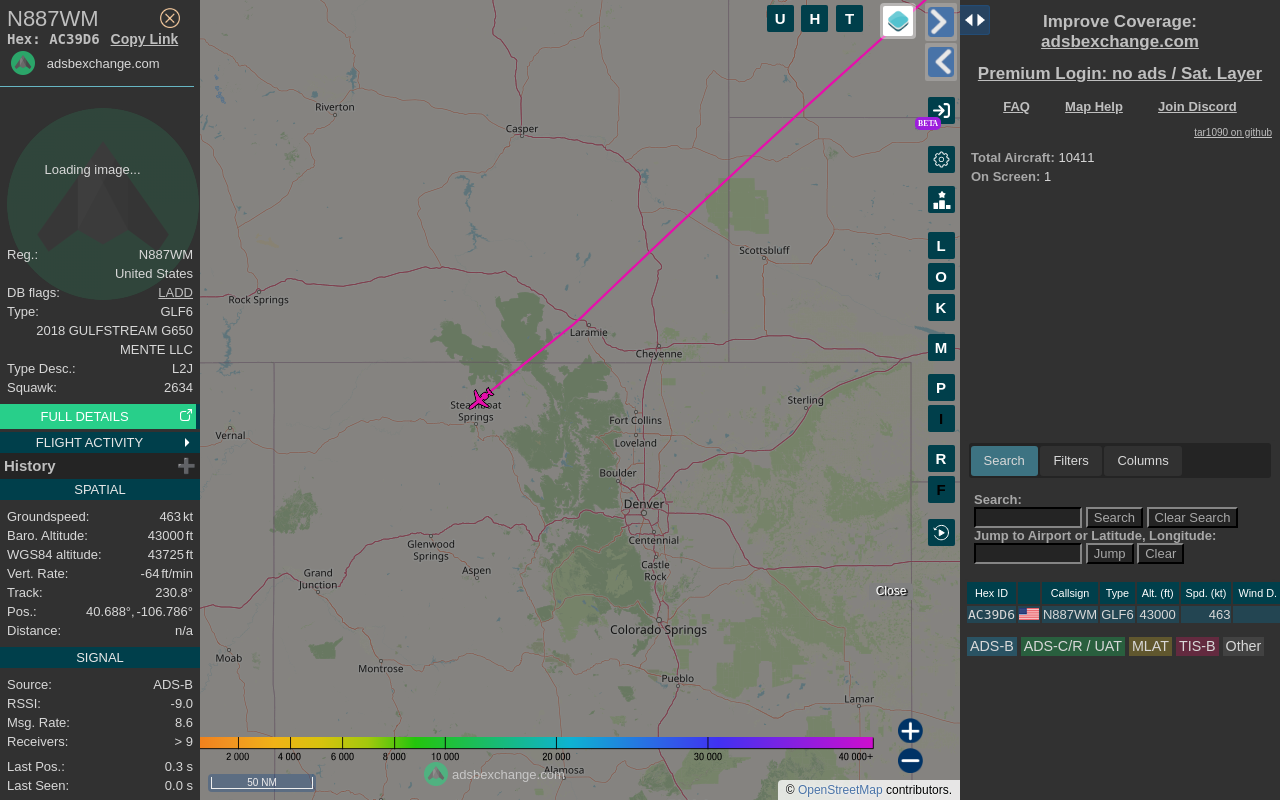 N887WM
Hex: AC39D6 Copy Link
adsbexchange.com
Loading image...
Reg.: N887WM
United States
DB flags: LADD
Type: GLF6
2018 GULFSTREAM G650
MENTE LLC
Type Desc.: L2J
Squawk: 2634
FULL DETAILS
FLIGHT ACTIVITY
History
SPATIAL
Groundspeed: 463 kt
Baro. Altitude: 43000 ft
WGS84 altitude: 43725 ft
Vert. Rate: -64 ft/min
Track: 230.8°
Pos.: 40.688°, -106.786°
Distance: n/a
SIGNAL
Source: ADS-B
RSSI: -9.0
Msg. Rate: 8.6
Receivers: > 9
Last Pos.: 0.3 s
Last Seen: 0.0 s
U H T
BETA
L
O
K
M
P
I
R
F
Riverton
Casper
Scottsbluff
Rock Springs
Laramie
Cheyenne
Steamboat
Springs
Sterling
Fort Collins
Vernal
Loveland
Boulder
Denver
Glenwood
Springs
Centennial
Aspen
Castle
Rock
Grand
Junction
Close
Colorado Springs
Moab
Montrose
Pueblo
Lamar
2 000 4 000 6 000 8 000 10 000 20 000 30 000 40 000+
Alamosa
adsbexchange.com
50 NM
© OpenStreetMap contributors.
Improve Coverage:
adsbexchange.com
Premium Login: no ads / Sat. Layer
FAQ Map Help Join Discord
tar1090 on github
Total Aircraft: 10411
On Screen: 1
Search Filters Columns
Search:
Search Clear Search
Jump to Airport or Latitude, Longitude:
Jump Clear
Hex ID Callsign Type Alt. (ft) Spd. (kt) Wind D.
AC39D6 N887WM GLF6 43000 463
ADS-B ADS-C/R / UAT MLAT TIS-B Other